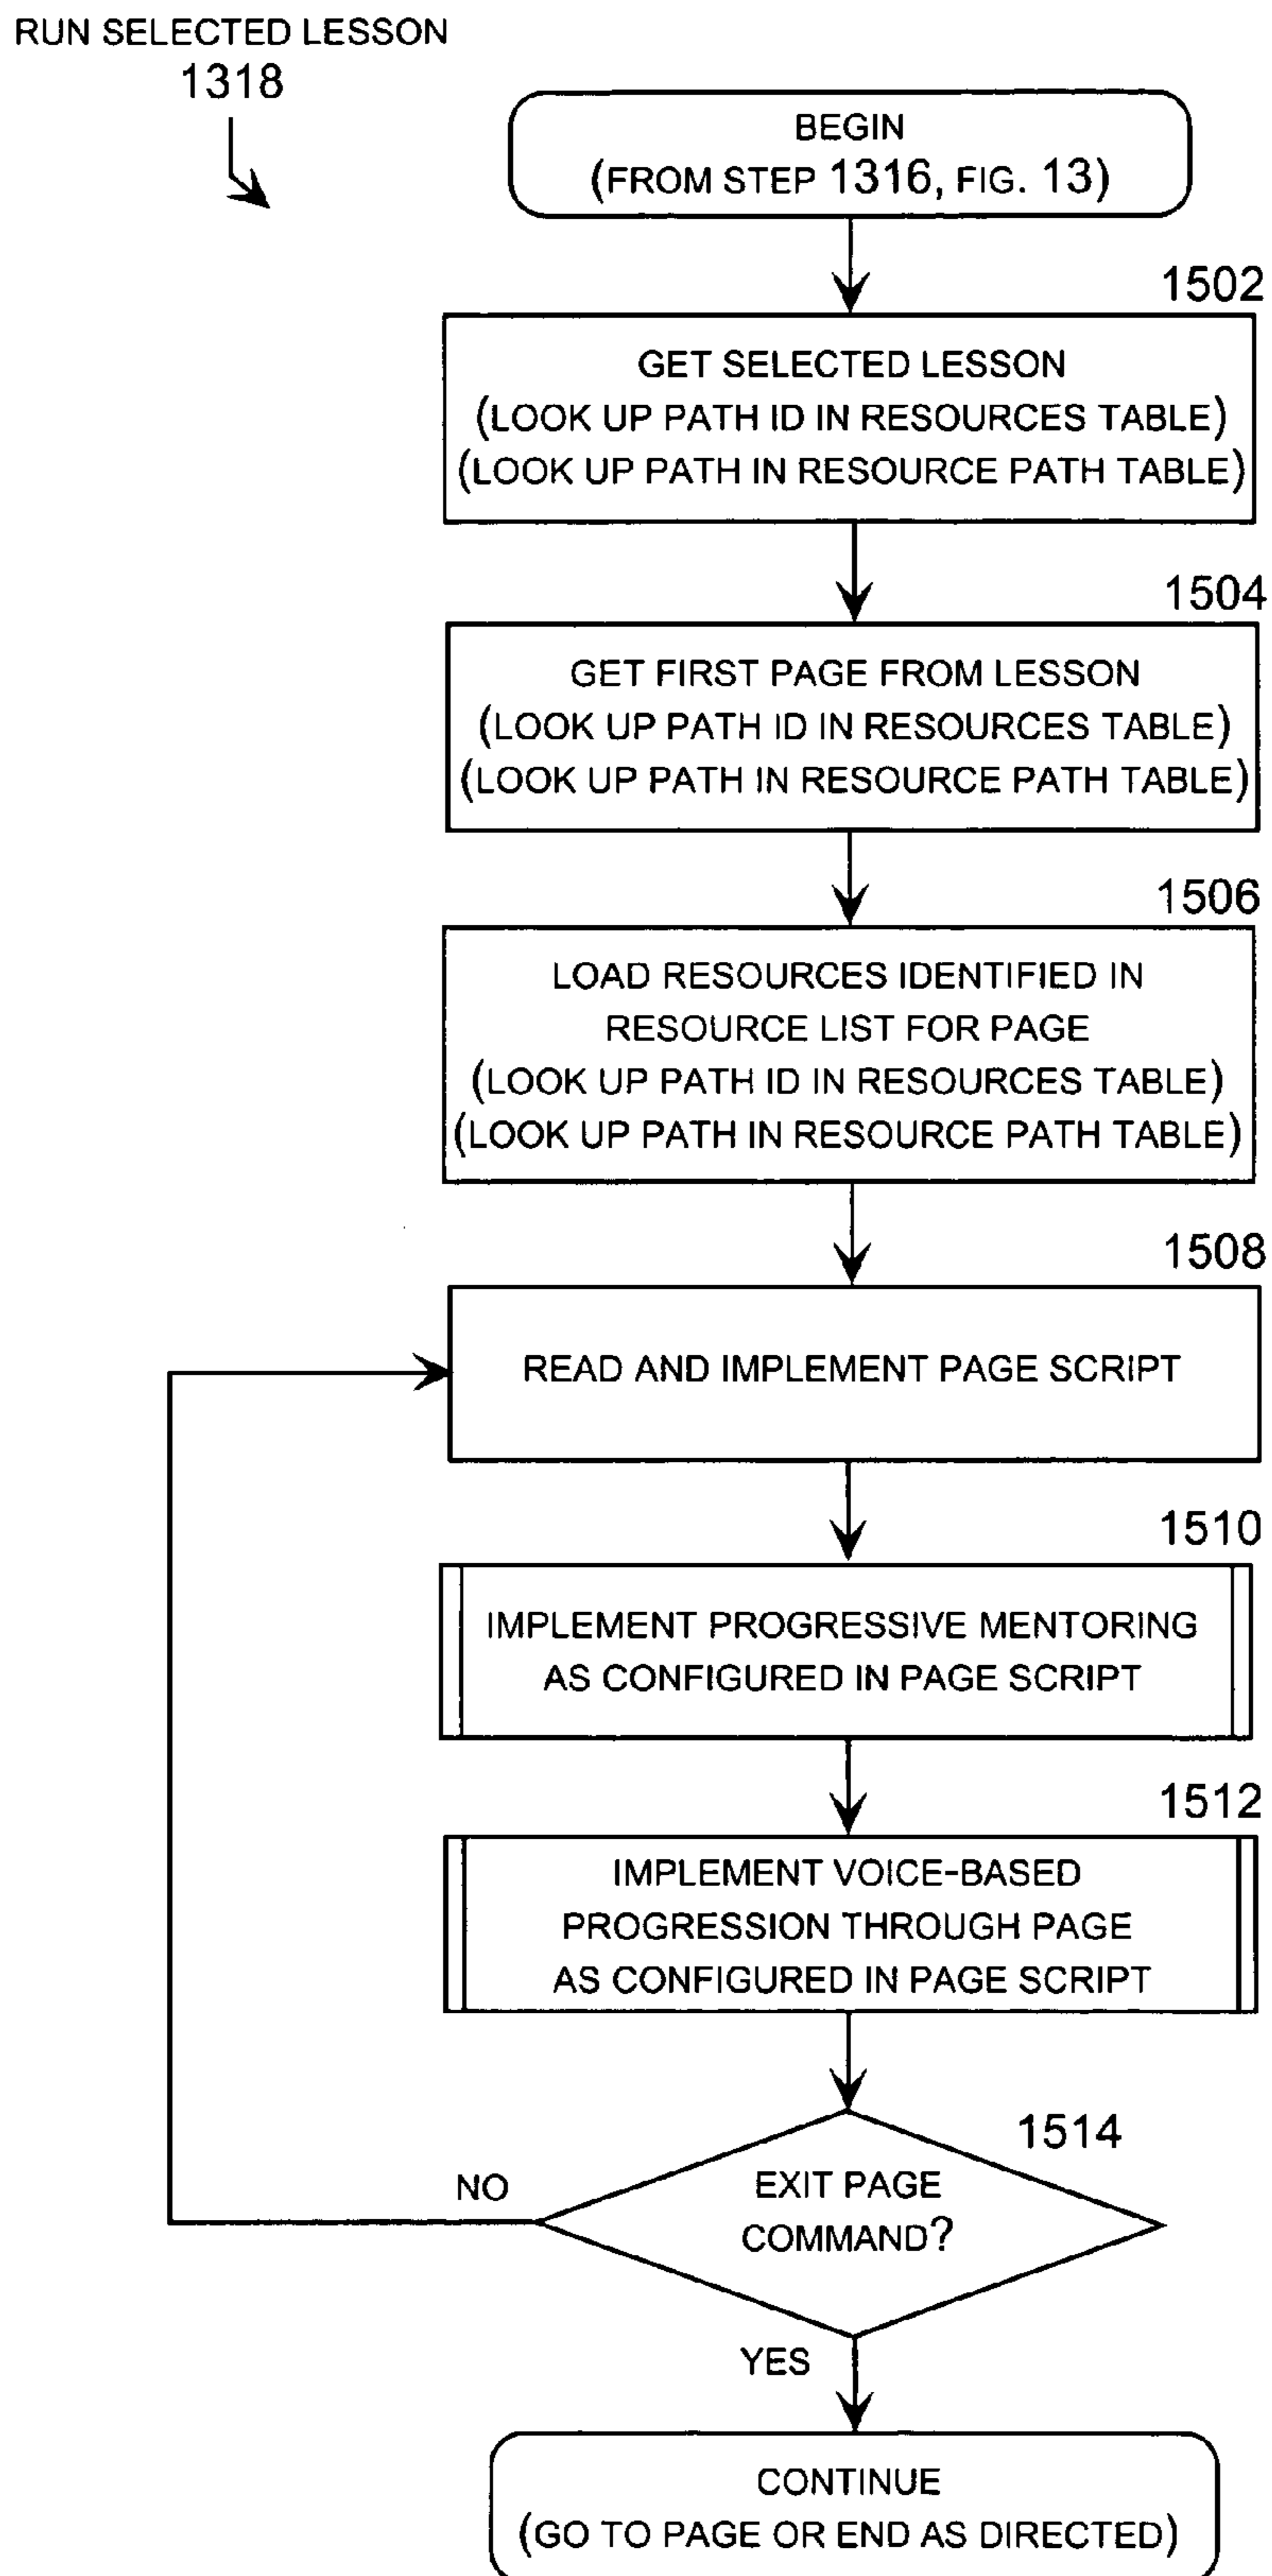 RUN SELECTED LESSON
1318
BEGIN
(FROM STEP 1316, FIG. 13)
1502
GET SELECTED LESSON
(LOOK UP PATH ID IN RESOURCES TABLE)
(LOOK UP PATH IN RESOURCE PATH TABLE)
1504
GET FIRST PAGE FROM LESSON
(LOOK UP PATH ID IN RESOURCES TABLE)
(LOOK UP PATH IN RESOURCE PATH TABLE)
1506
LOAD RESOURCES IDENTIFIED IN
RESOURCE LIST FOR PAGE
(LOOK UP PATH ID IN RESOURCES TABLE)
(LOOK UP PATH IN RESOURCE PATH TABLE)
1508
READ AND IMPLEMENT PAGE SCRIPT
1510
IMPLEMENT PROGRESSIVE MENTORING
AS CONFIGURED IN PAGE SCRIPT
1512
IMPLEMENT VOICE-BASED
PROGRESSION THROUGH PAGE
AS CONFIGURED IN PAGE SCRIPT
1514
EXIT PAGE
COMMAND?
NO
YES
CONTINUE
(GO TO PAGE OR END AS DIRECTED)